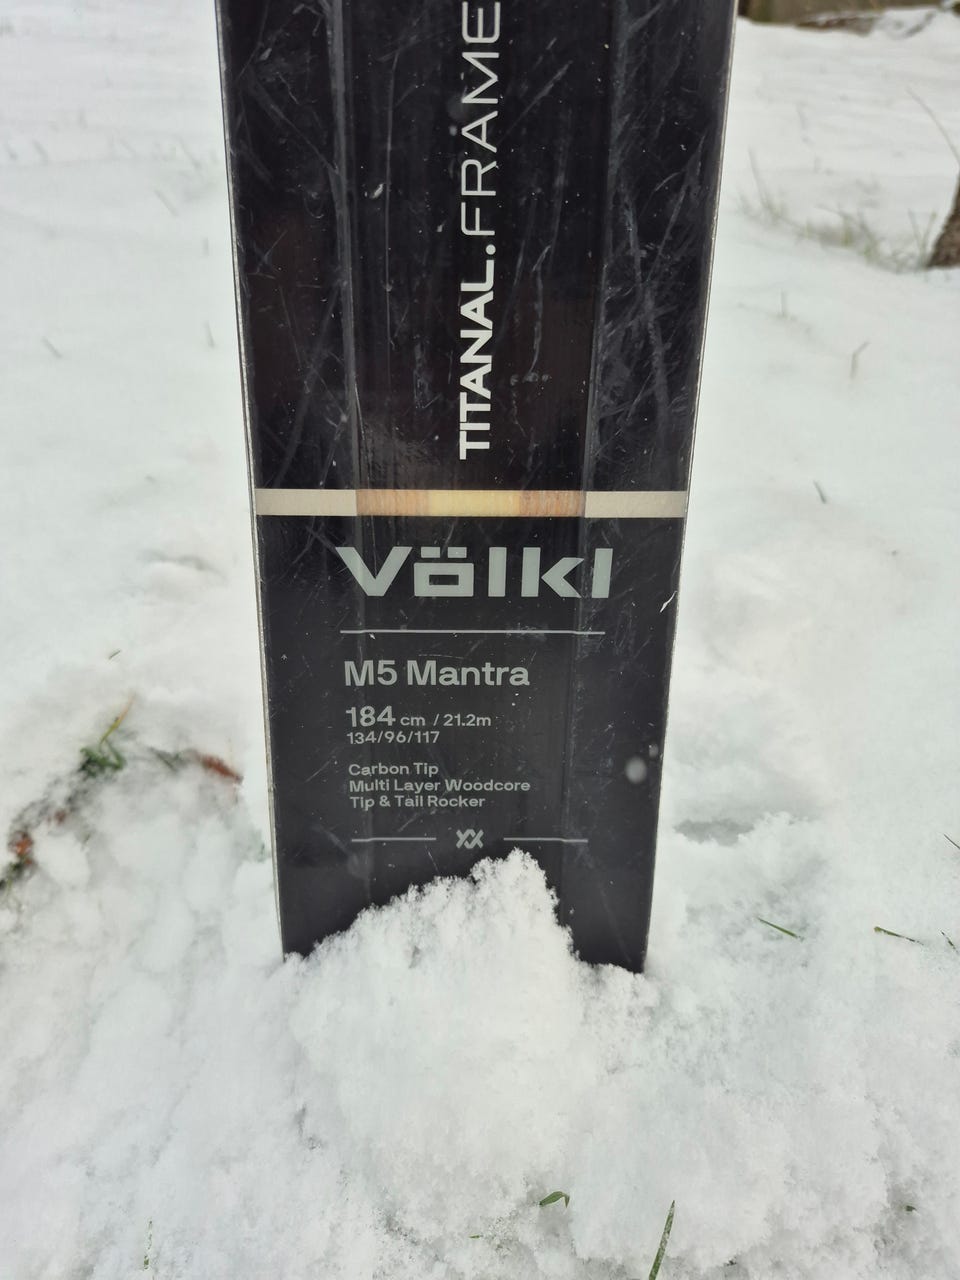 TITANAL.FRAME
Völkl
M5 Mantra
184 cm / 21.2m
134/96/117
Carbon Tip
Multi Layer Woodcore
Tip & Tail Rocker